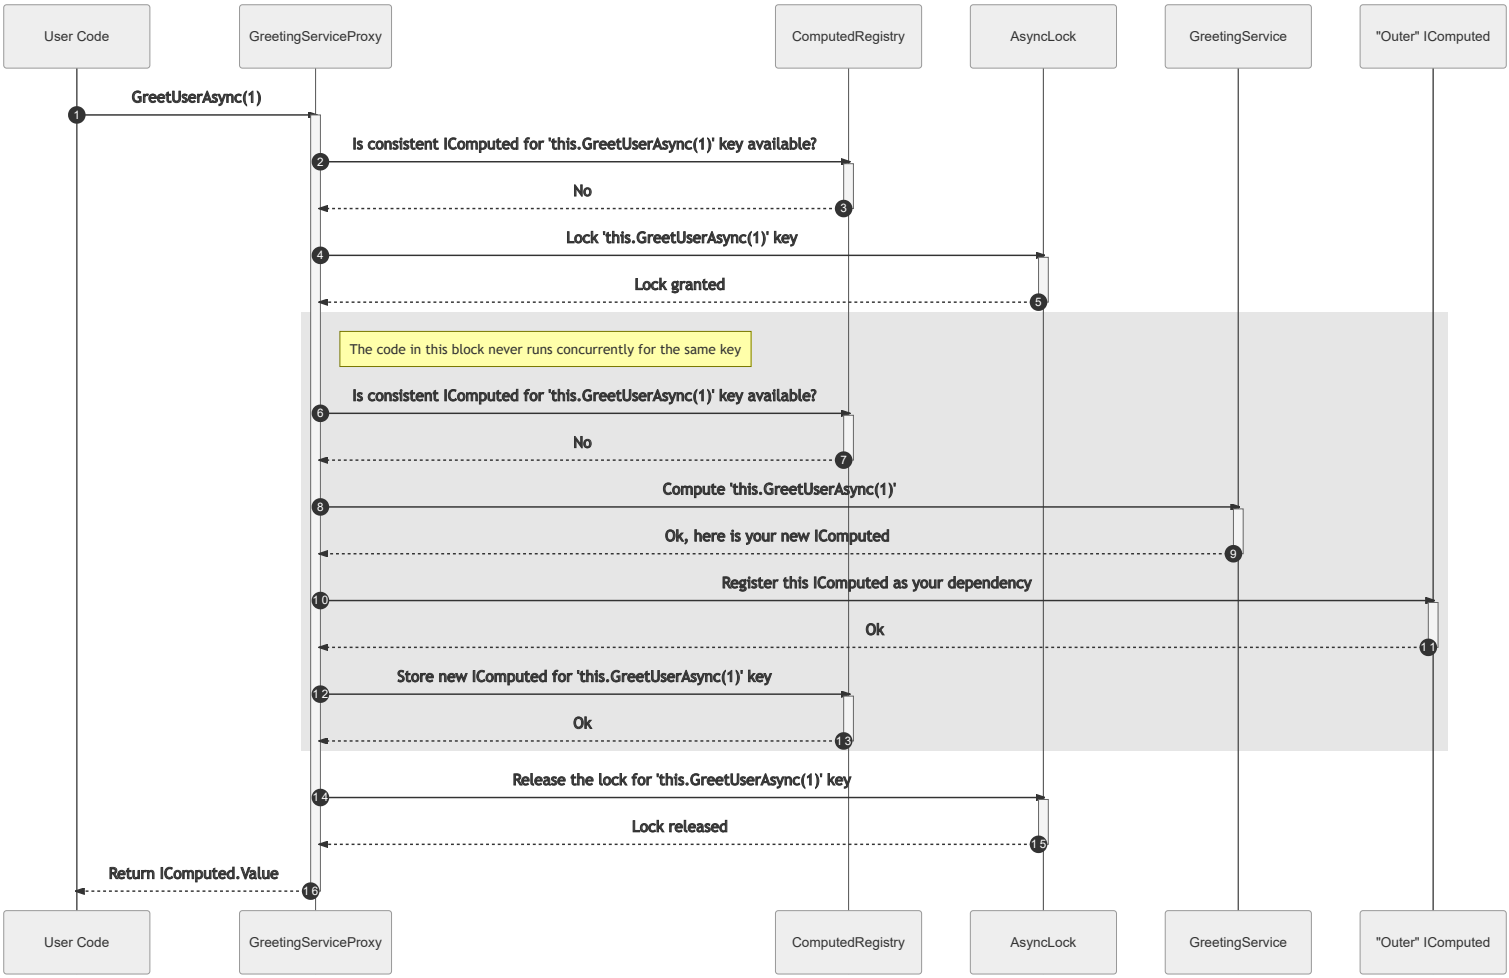 User Code
GreetingServiceProxy
ComputedRegistry
AsyncLock
GreetingService
"Outer" IComputed
GreetUserAsync(1)
1
Is consistent IComputed for 'this.GreetUserAsync(1)' key available?
2
No
3
Lock 'this.GreetUserAsync(1)' key
4
Lock granted
5
The code in this block never runs concurrently for the same key
Is consistent IComputed for 'this.GreetUserAsync(1)' key available?
6
No
7
Compute 'this.GreetUserAsync(1)'
8
Ok, here is your new IComputed
9
Register this IComputed as your dependency
10
Ok
11
Store new IComputed for 'this.GreetUserAsync(1)' key
12
Ok
13
Release the lock for 'this.GreetUserAsync(1)' key
14
Lock released
15
Return IComputed.Value
16
User Code
GreetingServiceProxy
ComputedRegistry
AsyncLock
GreetingService
"Outer" IComputed